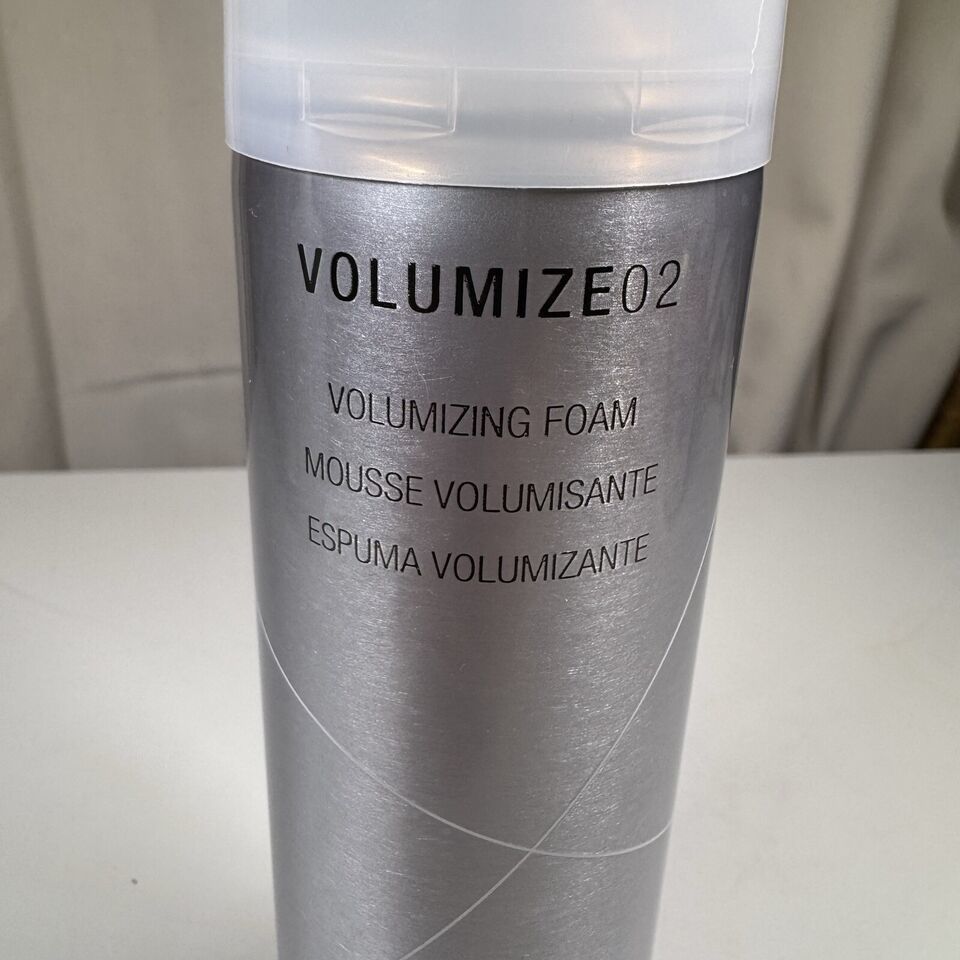 VOLUMIZE02
VOLUMIZING FOAM
MOUSSE VOLUMISANTE
ESPUMA VOLUMIZANTE